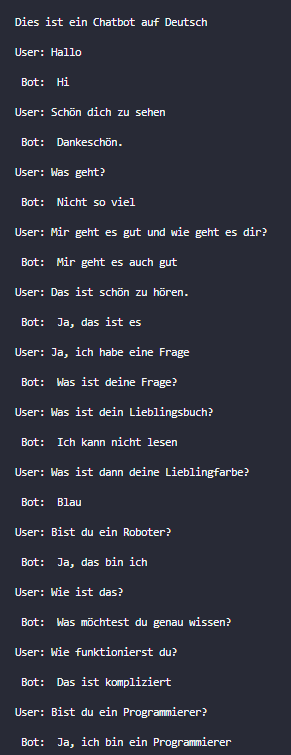 Dies ist ein Chatbot auf Deutsch
User: Hallo
Bot:  Hi
User: Schön dich zu sehen
Bot:  Dankeschön.
User: Was geht?
Bot:  Nicht so viel
User: Mir geht es gut und wie geht es dir?
Bot:  Mir geht es auch gut
User: Das ist schön zu hören.
Bot:  Ja, das ist es
User: Ja, ich habe eine Frage
Bot:  Was ist deine Frage?
User: Was ist dein Lieblingsbuch?
Bot:  Ich kann nicht lesen
User: Was ist dann deine Lieblingfarbe?
Bot:  Blau
User: Bist du ein Roboter?
Bot:  Ja, das bin ich
User: Wie ist das?
Bot:  Was möchtest du genau wissen?
User: Wie funktionierst du?
Bot:  Das ist kompliziert
User: Bist du ein Programmierer?
Bot:  Ja, ich bin ein Programmierer